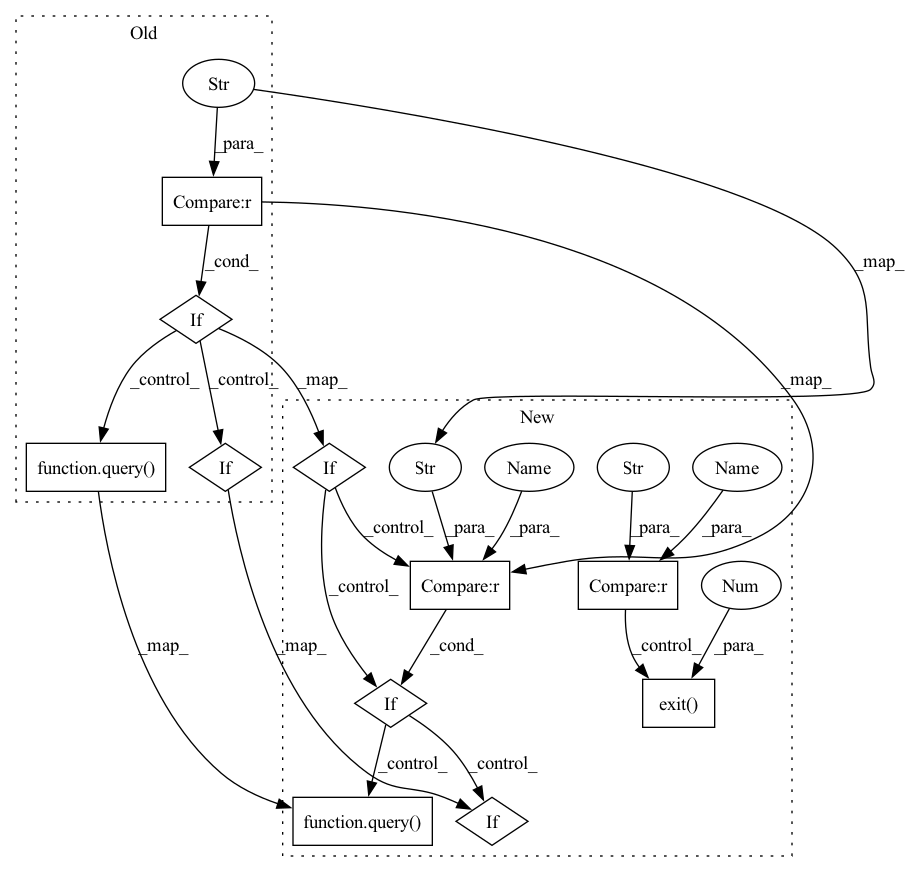 Old
Str
_para_
Compare:r
_map_
_cond_
If
_map_
_control_
_control_
_map_
New
function.query()
If
If
Str
Name
Str
Name
_control_
_para_
_para_
_para_
_para_
Compare:r
Compare:r
Num
_control_
_map_
_map_
_cond_
_control_
_para_
If
exit()
_control_
_control_
function.query()
If